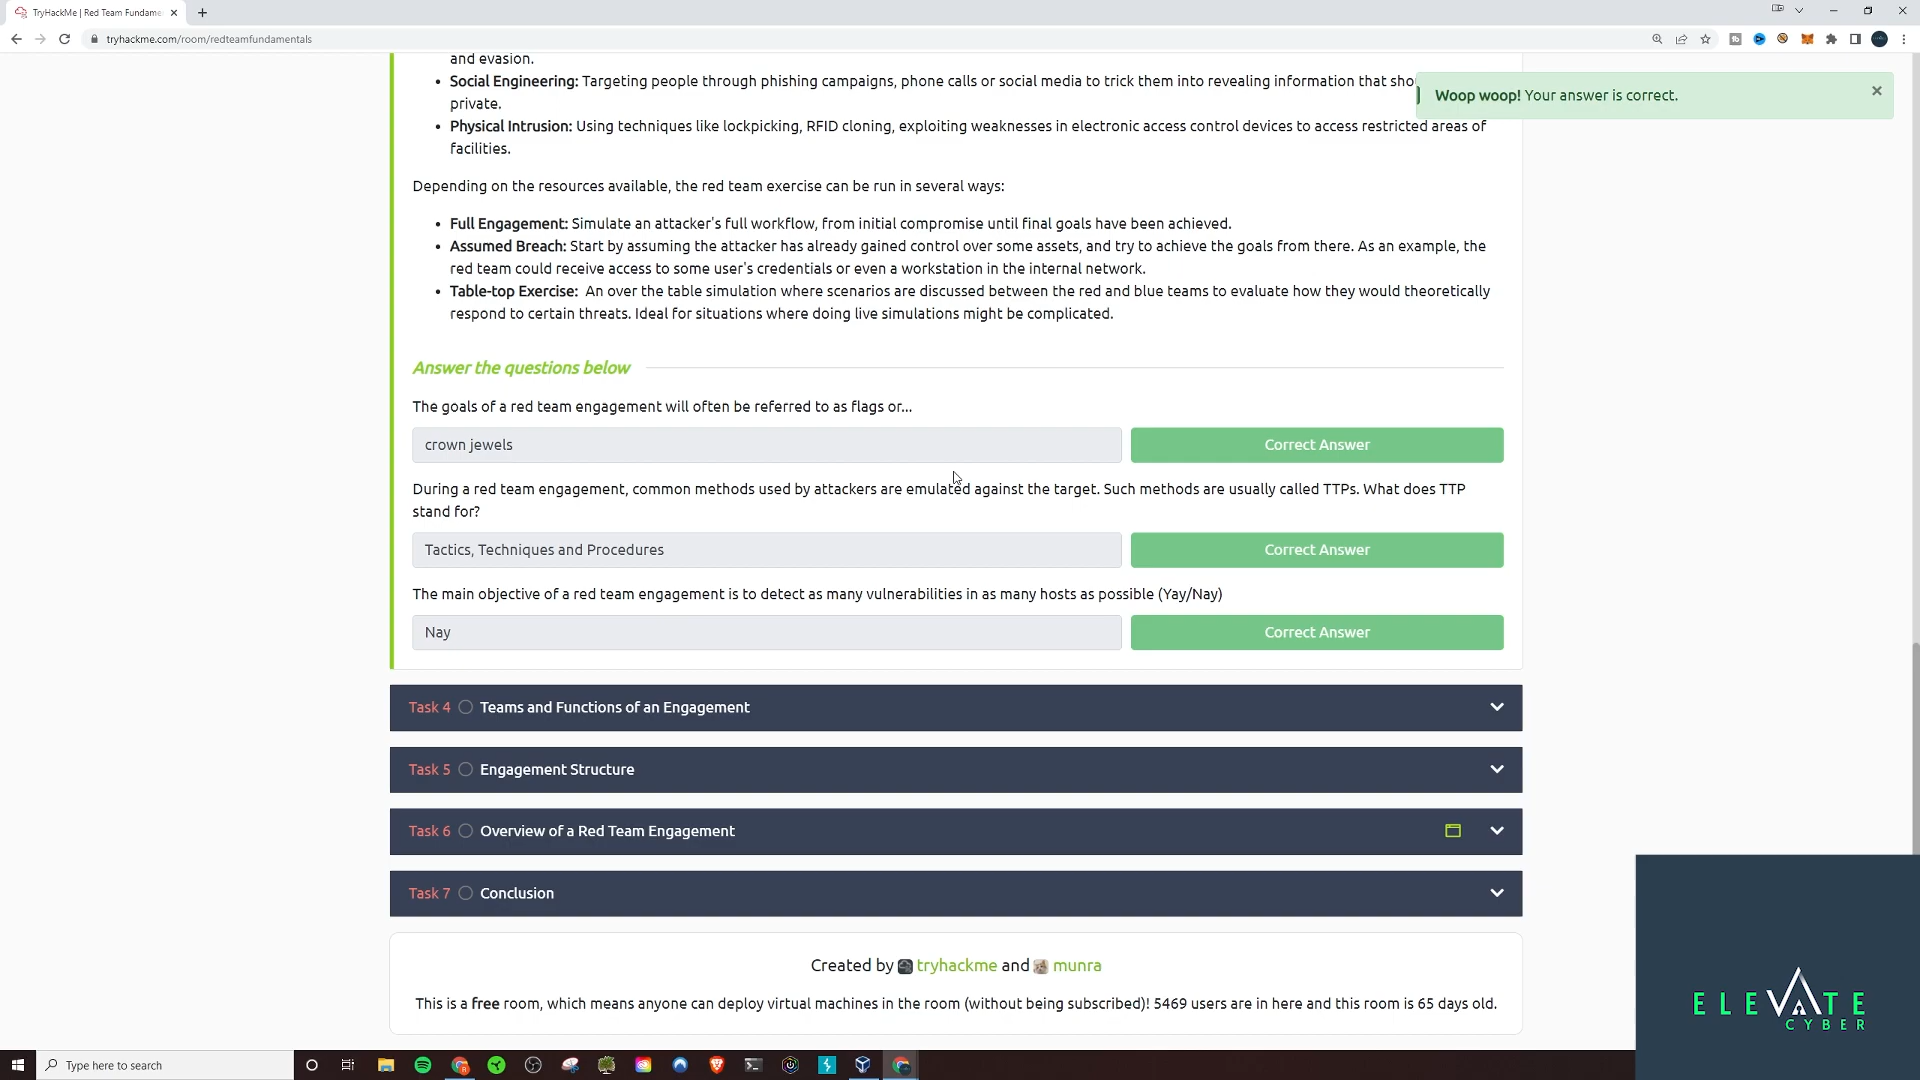 TryHackMe | Red Team Fundame
tryhackme.com/room/redteamfundamentals
and evasion.
Social Engineering: Targeting people through phishing campaigns, phone calls or social media to trick them into revealing information that sho
private.
Physical Intrusion: Using techniques like lockpicking, RFID cloning, exploiting weaknesses in electronic access control devices to access restricted areas of
facilities.
Woop woop! Your answer is correct.
Depending on the resources available, the red team exercise can be run in several ways:
Full Engagement: Simulate an attacker's full workflow, from initial compromise until final goals have been achieved.
Assumed Breach: Start by assuming the attacker has already gained control over some assets, and try to achieve the goals from there. As an example, the
red team could receive access to some user's credentials or even a workstation in the internal network.
Table-top Exercise: An over the table simulation where scenarios are discussed between the red and blue teams to evaluate how they would theoretically
respond to certain threats. Ideal for situations where doing live simulations might be complicated.
Answer the questions below
The goals of a red team engagement will often be referred to as flags or...
crown jewels
Correct Answer
During a red team engagement, common methods used by attackers are emulated against the target. Such methods are usually called TTPs. What does TTP
stand for?
Tactics, Techniques and Procedures
Correct Answer
The main objective of a red team engagement is to detect as many vulnerabilities in as many hosts as possible (Yay/Nay)
Nay
Correct Answer
Task 4 Teams and Functions of an Engagement
Task 5 Engagement Structure
Task 6 Overview of a Red Team Engagement
Task 7 Conclusion
Created by tryhackme and munra
This is a free room, which means anyone can deploy virtual machines in the room (without being subscribed)! 5469 users are in here and this room is 65 days old.
ELEVATE
CYBER
Type here to search